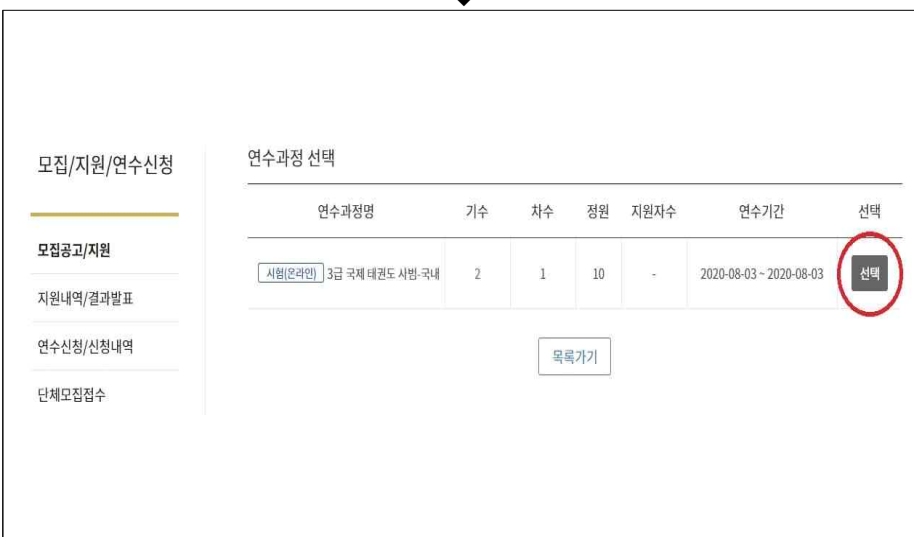 모집/지원/연수신청
모집공고/지원
지원내역/결과발표
연수신청/신청내역
단체모집접수
연수과정 선택
연수과정명 기수 차수 정원 지원자수 연수기간 선택
시험(온라인) 3급 국제 태권도 사범-국내 2 1 10 - 2020-08-03 ~ 2020-08-03 선택
목록가기